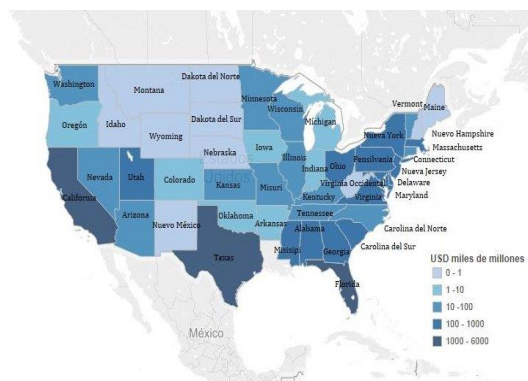 Washington
Montana
Dakota del Norte
Minnesota
Vermont
Maine
Oregón
Idaho
Dakota del Sur
Wisconsin
Michigan
Nueva York
Nuevo Hampshire
Wyoming
Massachusetts
Nebraska
Iowa
Pensilvania
Connecticut
Estados
Unidos
Nevada
Utah
Colorado
Kansas
Misuri
Illinois
Indiana
Ohio
Nueva Jersey
California
Virginia Occidental
Delaware
Kentucky
Virginia
Maryland
Arizona
Nuevo México
Oklahoma
Arkansas
Tennessee
Carolina del Norte
Texas
Misisipi
Alabama
Georgia
Carolina del Sur
Florida
México
USD miles de millones
0 - 1
1 -10
10 -100
100 - 1000
1000 - 6000